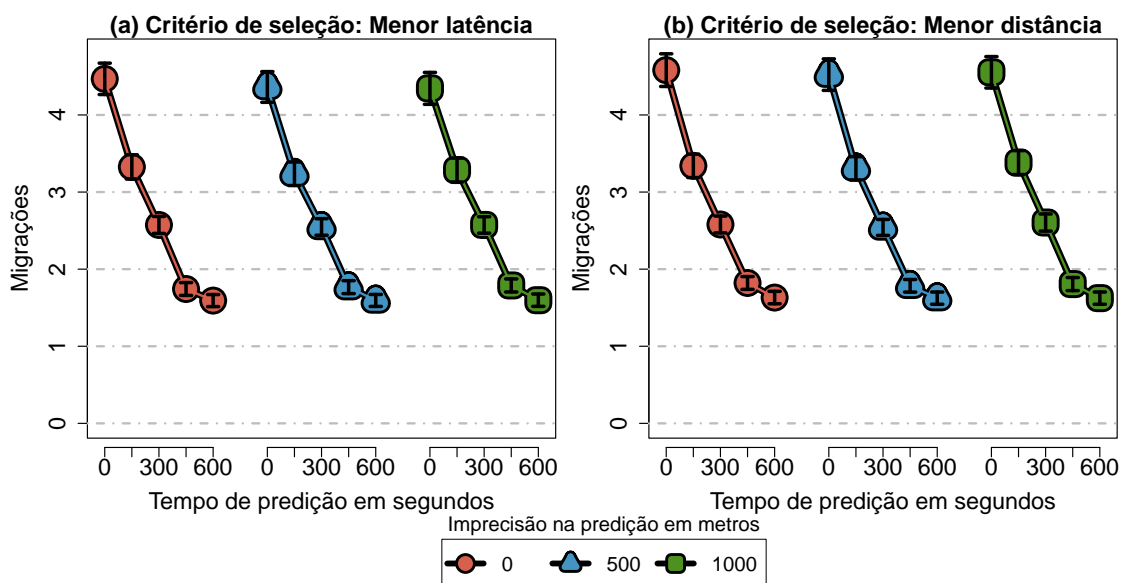 (a) Critério de seleção: Menor latência
(b) Critério de seleção: Menor distância
Migrações
4
3
2
1
0
0 300 600 0 300 600 0 300 600
Tempo de predição em segundos
Migrações
4
3
2
1
0
0 300 600 0 300 600 0 300 600
Tempo de predição em segundos
Imprecisão na predição em metros
0 500 1000